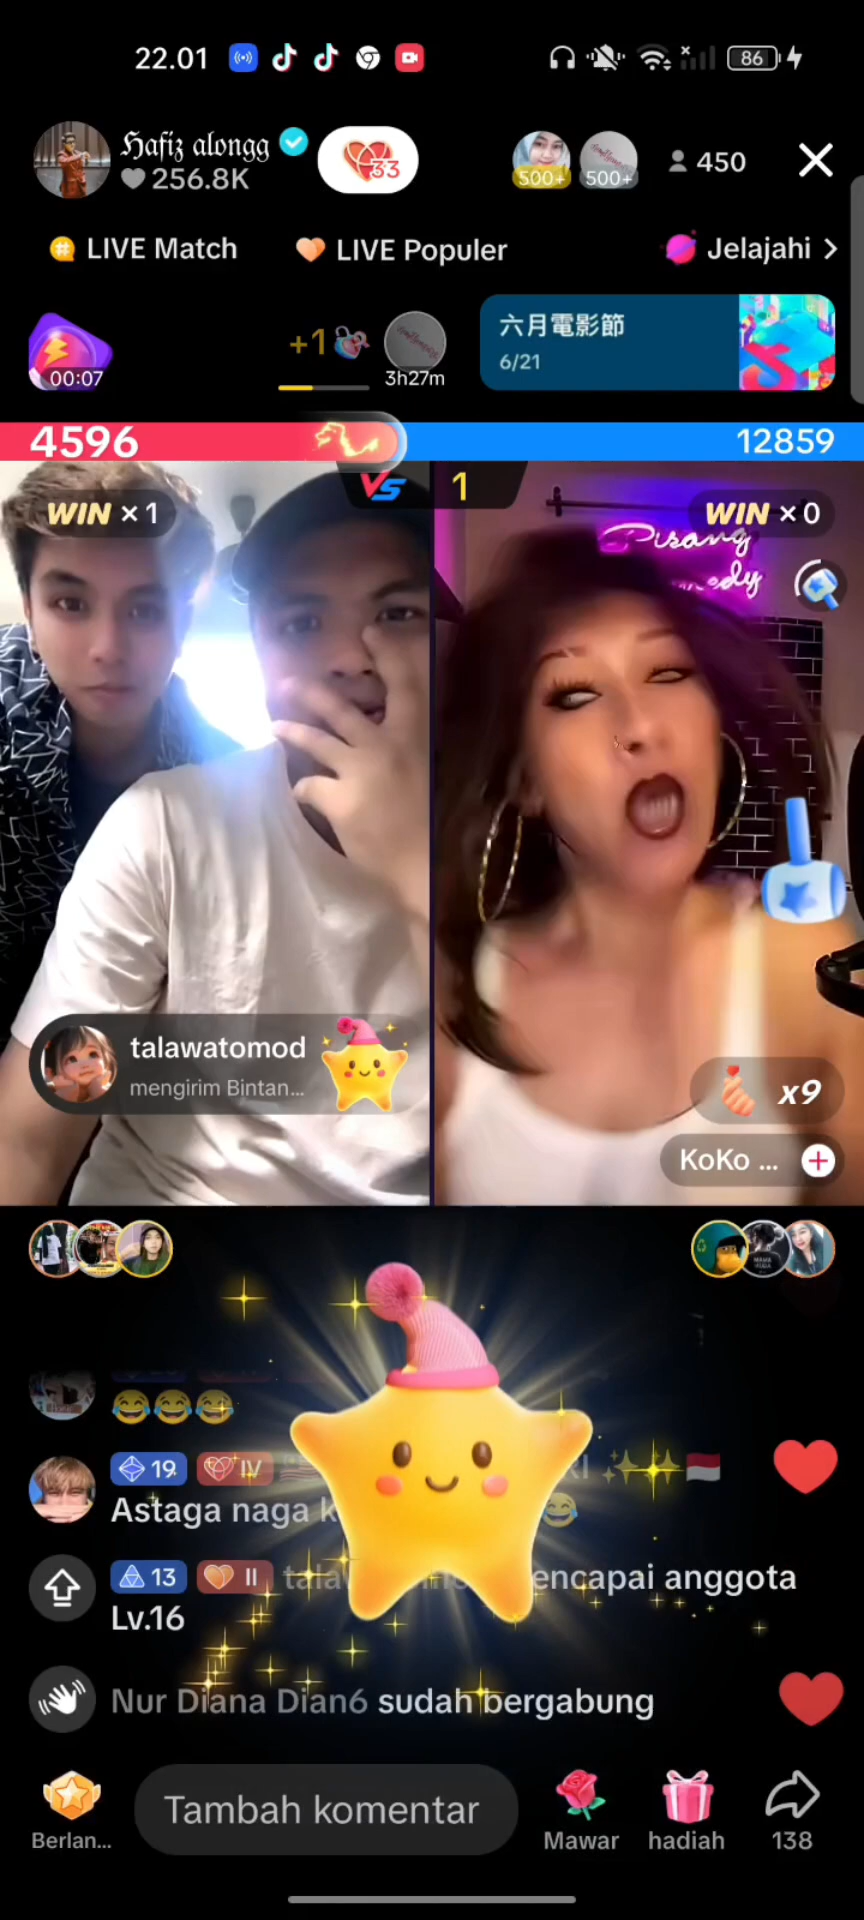 22.01
86
Hafiz alongg
256.8K
33
500+
500+
450
# LIVE Match
LIVE Populer
Jelajahi >
00:07
+1
3h27m
六月電影節
6/21
4596
12859
VS
1
WIN × 1
WIN × 0
Pisang
talawatomod
mengirim Bintan...
x9
KoKo ...
19
IV
Astaga naga k
13
II
encapai anggota
Lv.16
Nur Diana Dian6 sudah bergabung
Berlan...
Tambah komentar
Mawar
hadiah
138